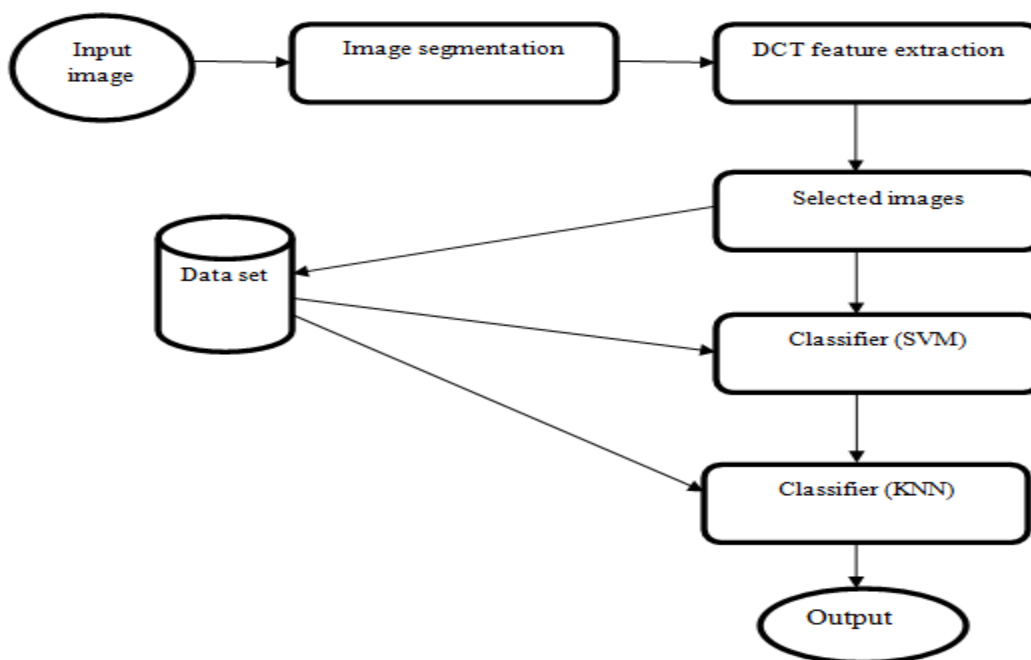 Input
image
Image segmentation
DCT feature extraction
Selected images
Data set
Classifier (SVM)
Classifier (KNN)
Output